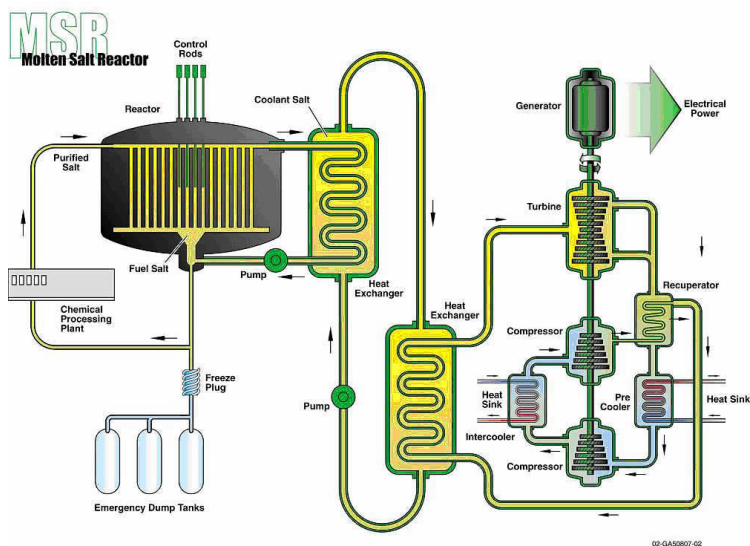 MSR
Molten Salt Reactor
Control
Rods
Reactor
Coolant Salt
Purified
Salt
Fuel Salt
Pump
Heat
Exchanger
Chemical
Processing
Plant
Freeze
Plug
Emergency Dump Tanks
Pump
Heat
Exchanger
Generator
Electrical
Power
Turbine
Recuperator
Compressor
Heat
Sink
Pre
Cooler
Heat Sink
Intercooler
Compressor
02-GA50807-02